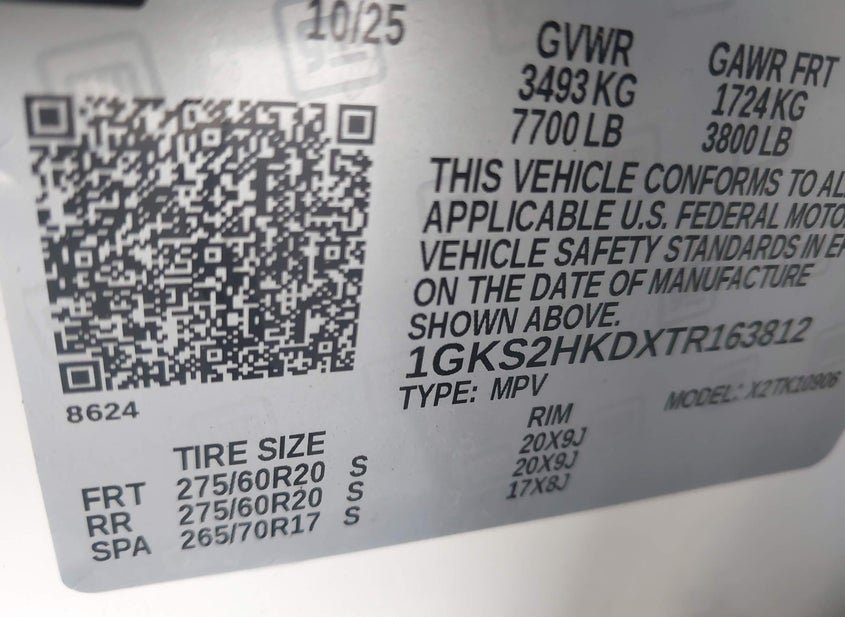 10/25
GVWR GAWR FRT
3493 KG 1724 KG
7700 LB 3800 LB
THIS VEHICLE CONFORMS TO AL
APPLICABLE U.S. FEDERAL MOTO
VEHICLE SAFETY STANDARDS IN EF
ON THE DATE OF MANUFACTURE
SHOWN ABOVE.
1GKS2HKDXTR163812
TYPE: MPV MODEL: X2TK10906
8624
TIRE SIZE RIM
FRT 275/60R20 S 20X9J
RR 275/60R20 S 20X9J
SPA 265/70R17 S 17X8J